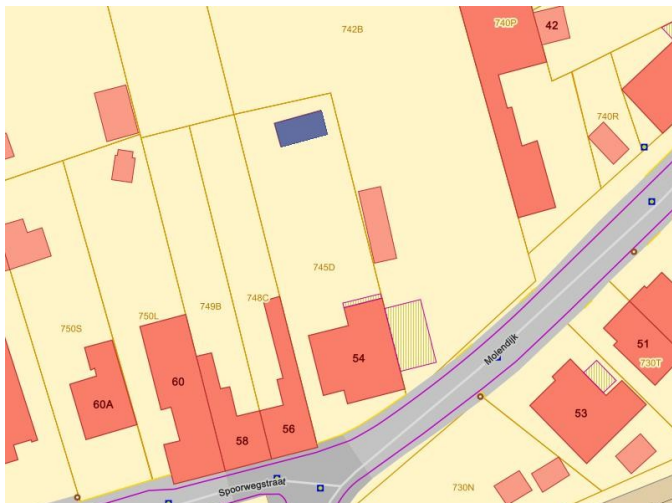 742B
740P
42
740R
745D
748C
749B
750L
750S
60A
60
58
56
54
Molendijk
51
730T
53
730N
Spoorwegstraat